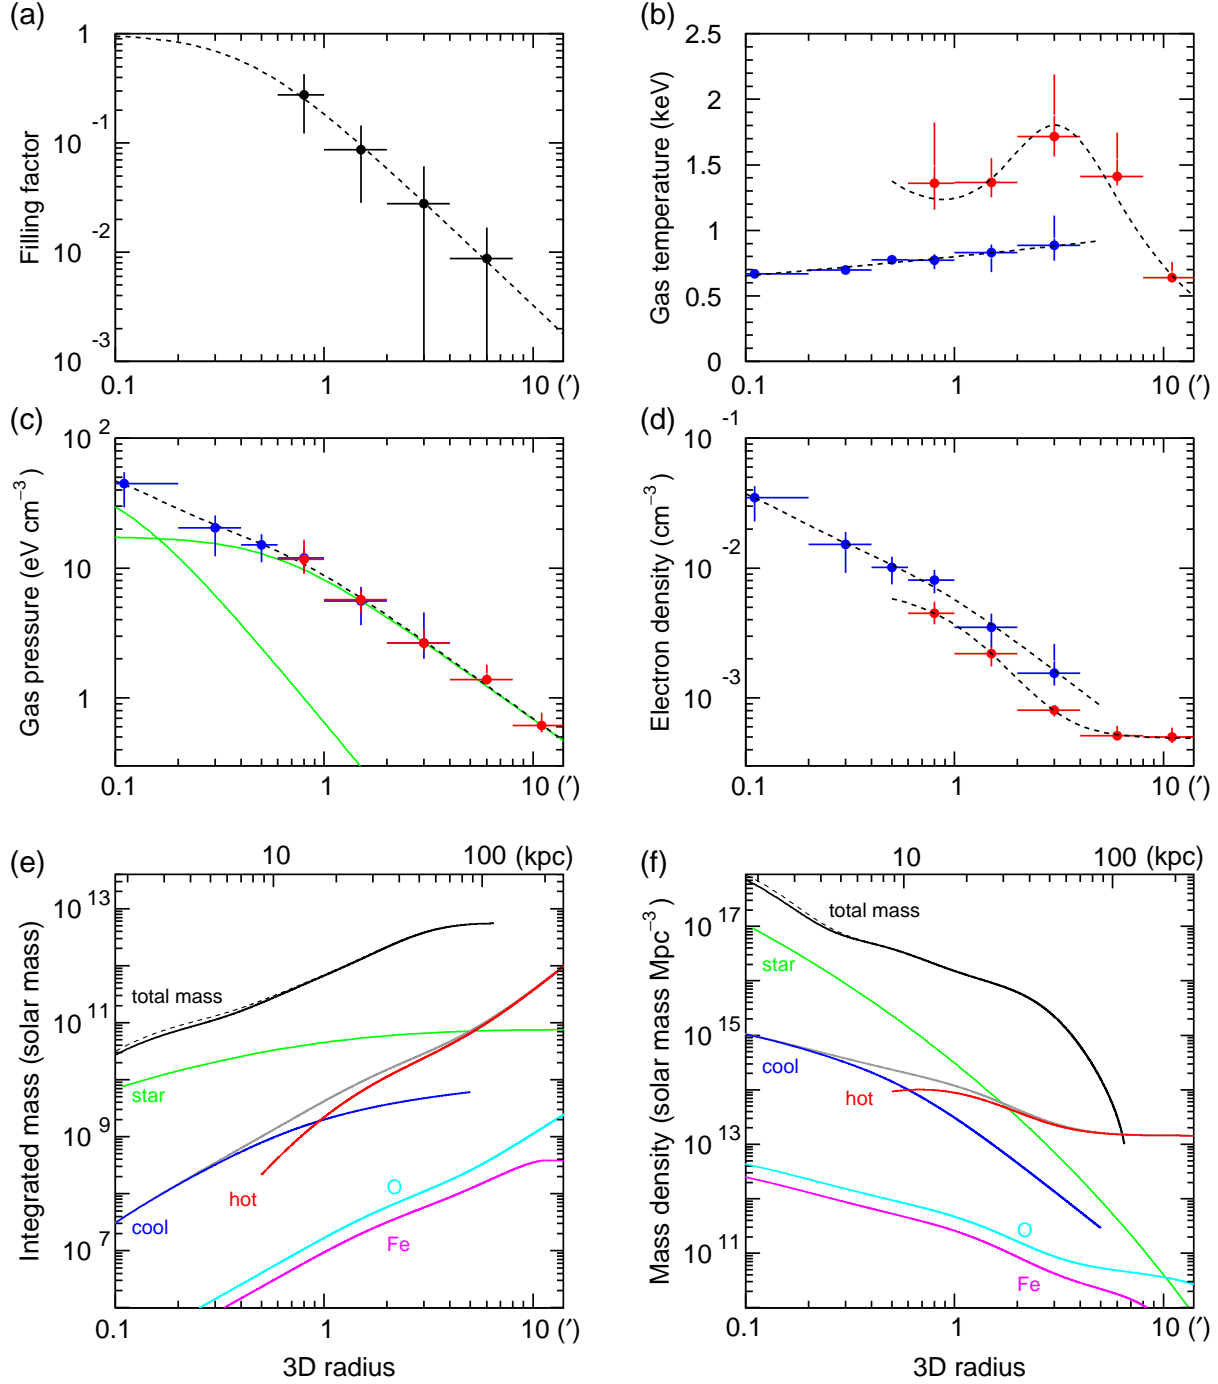 (a)
Filling factor
1
10 -1
10 -2
10 -3
0.1
1
10 (′)
(b)
Gas temperature (keV)
2.5
2
1.5
1
0.5
0
0.1
1
10 (′)
(c)
Gas pressure (eV cm−3)
10 2
10
1
0.1
1
10 (′)
(d)
Electron density (cm−3)
10 -1
10 -2
10 -3
0.1
1
10 (′)
(e)
10
100 (kpc)
Integrated mass (solar mass)
10 13
10 11
10 9
10 7
total mass
star
cool
hot
O
Fe
0.1
1
10 (′)
3D radius
(f)
10
100 (kpc)
Mass density (solar mass Mpc−3)
10 17
10 15
10 13
10 11
total mass
star
cool
hot
O
Fe
0.1
1
10 (′)
3D radius